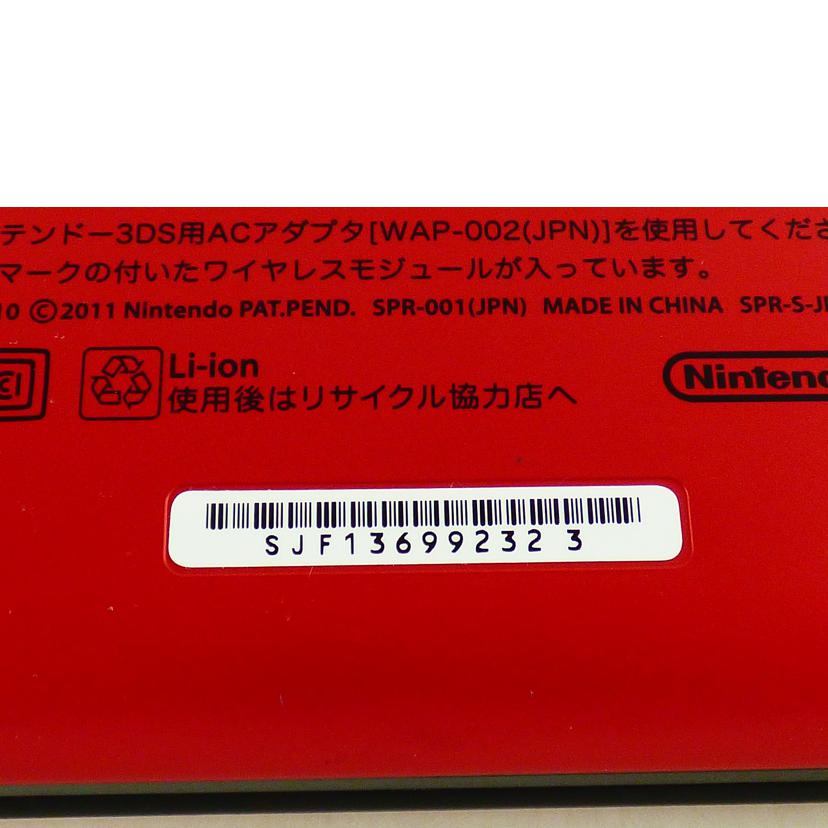 テンドー3DS用ACアダプタ[WAP-002(JPN)]を使用してくださ
マークの付いたワイヤレスモジュールが入っています。
10 ©2011 Nintendo PAT.PEND. SPR-001(JPN) MADE IN CHINA SPR-S-J
CI
Li-ion
使用後はリサイクル協力店へ
Nintendo
SJF13699232 3